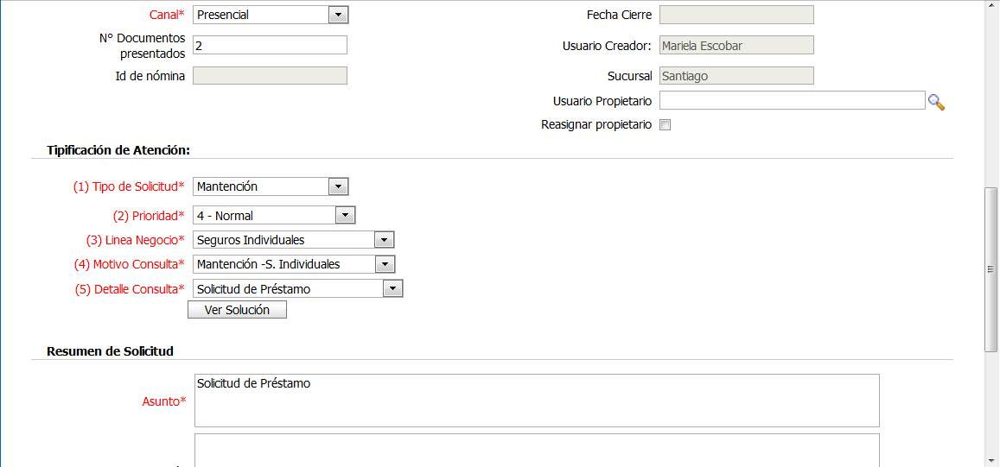 Canal* Presencial Fecha Cierre
N° Documentos presentados 2 Usuario Creador: Mariela Escobar
Id de nómina Sucursal Santiago
Usuario Propietario
Reasignar propietario
Tipificación de Atención:
(1) Tipo de Solicitud* Mantención
(2) Prioridad* 4 - Normal
(3) Linea Negocio* Seguros Individuales
(4) Motivo Consulta* Mantención -S. Individuales
(5) Detalle Consulta* Solicitud de Préstamo
Ver Solución
Resumen de Solicitud
Asunto* Solicitud de Préstamo